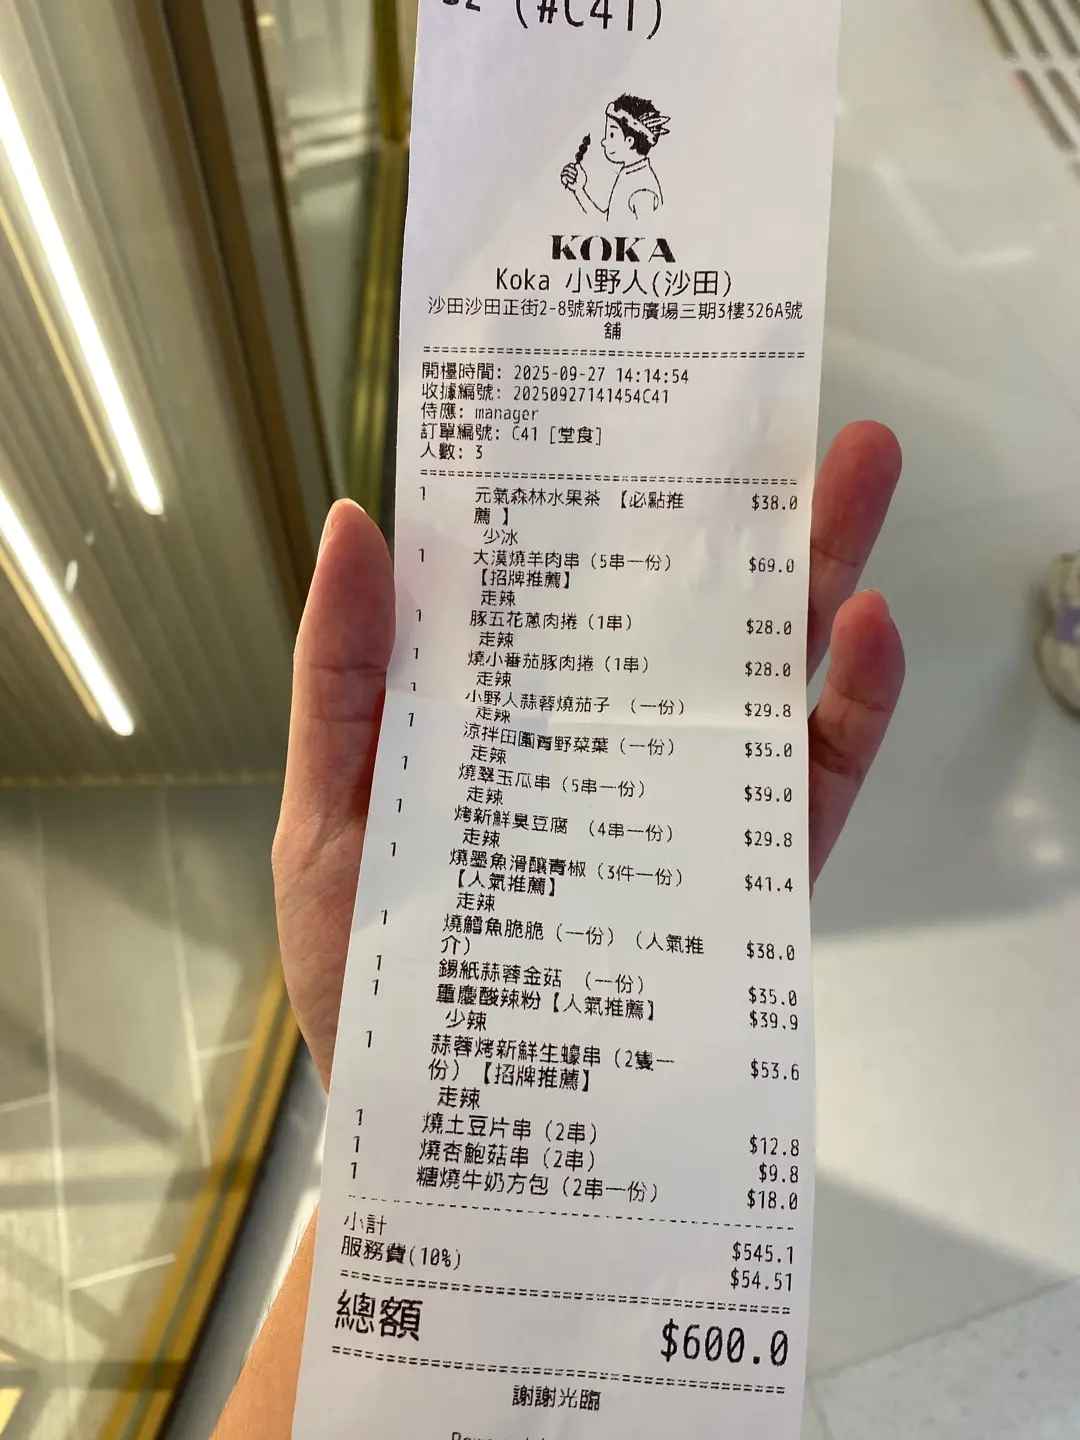 (#C41)
KOKA
Koka 小野人(沙田)
沙田沙田正街2-8號新城市廣場三期3樓326A號
舖
開檯時間: 2025-09-27 14:14:54
收據編號: 20250927141454C41
侍應: manager
訂單編號: C41 [堂食]
人數: 3
1 元氣森林水果茶 【必點推 $38.0
薦 】
少冰
1 大漠燒羊肉串 (5串一份) $69.0
【招牌推薦】
走辣
1 豚五花蔥肉捲 (1串) $28.0
走辣
1 燒小番茄豚肉捲 (1串) $28.0
走辣
1 小野人蒜蓉燒茄子 (一份) $29.8
走辣
1 涼拌田園青野菜葉 (一份) $35.0
走辣
1 燒翠玉瓜串 (5串一份) $39.0
走辣
1 烤新鮮臭豆腐 (4串一份) $29.8
走辣
1 燒墨魚滑釀青椒 (3件一份) $41.4
【人氣推薦】
走辣
1 燒鱈魚脆脆 (一份) (人氣推 $38.0
介)
1 錫紙蒜蓉金菇 (一份) $35.0
1 重慶酸辣粉【人氣推薦】 $39.9
少辣
1 蒜蓉烤新鮮生蠔串 (2隻一 $53.6
份) 【招牌推薦】
走辣
1 燒土豆片串 (2串) $12.8
1 燒杏鮑菇串 (2串) $9.8
1 糖燒牛奶方包 (2串一份) $18.0
小計 $545.1
服務費(10%) $54.51
總額 $600.0
謝謝光臨